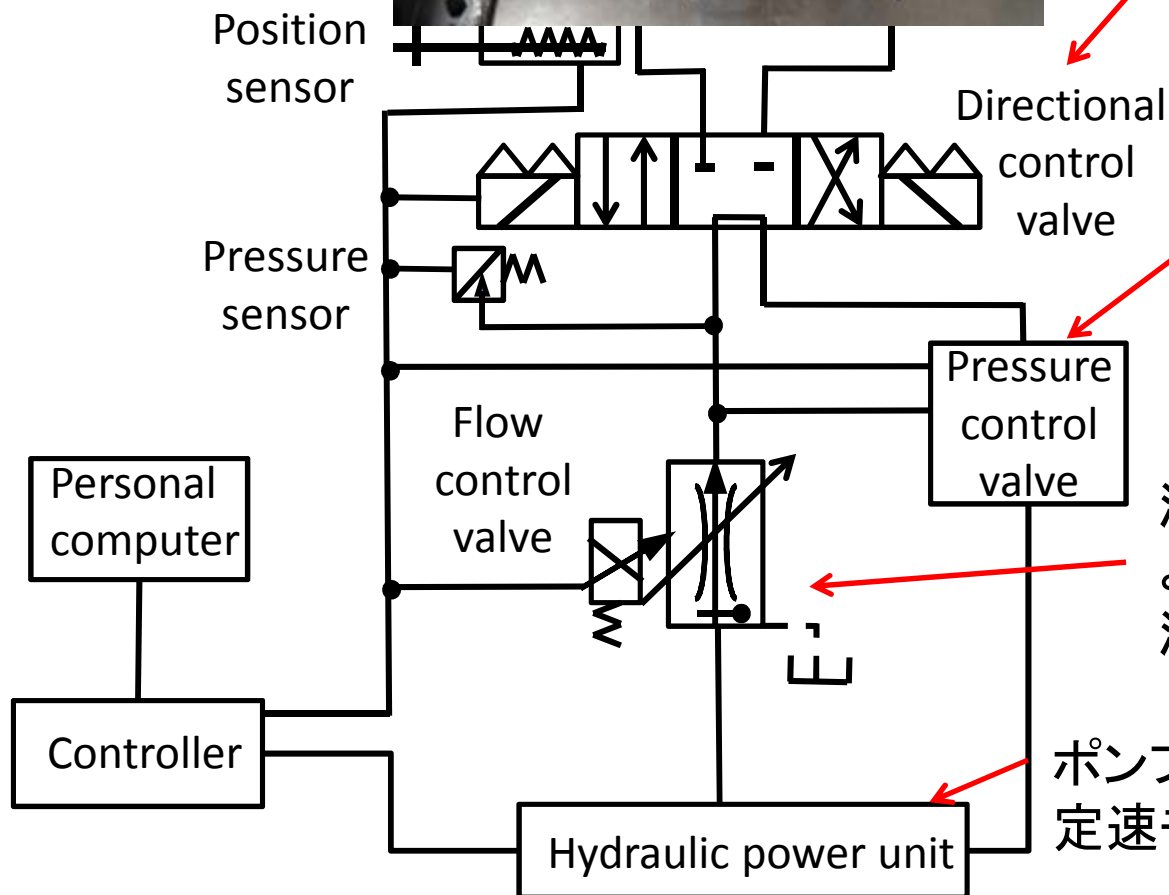 Position
sensor
Directional
control
valve
Pressure
sensor
Pressure
control
valve
Flow
control
valve
Personal
computer
Controller
Hydraulic power unit
ポンプ
定速